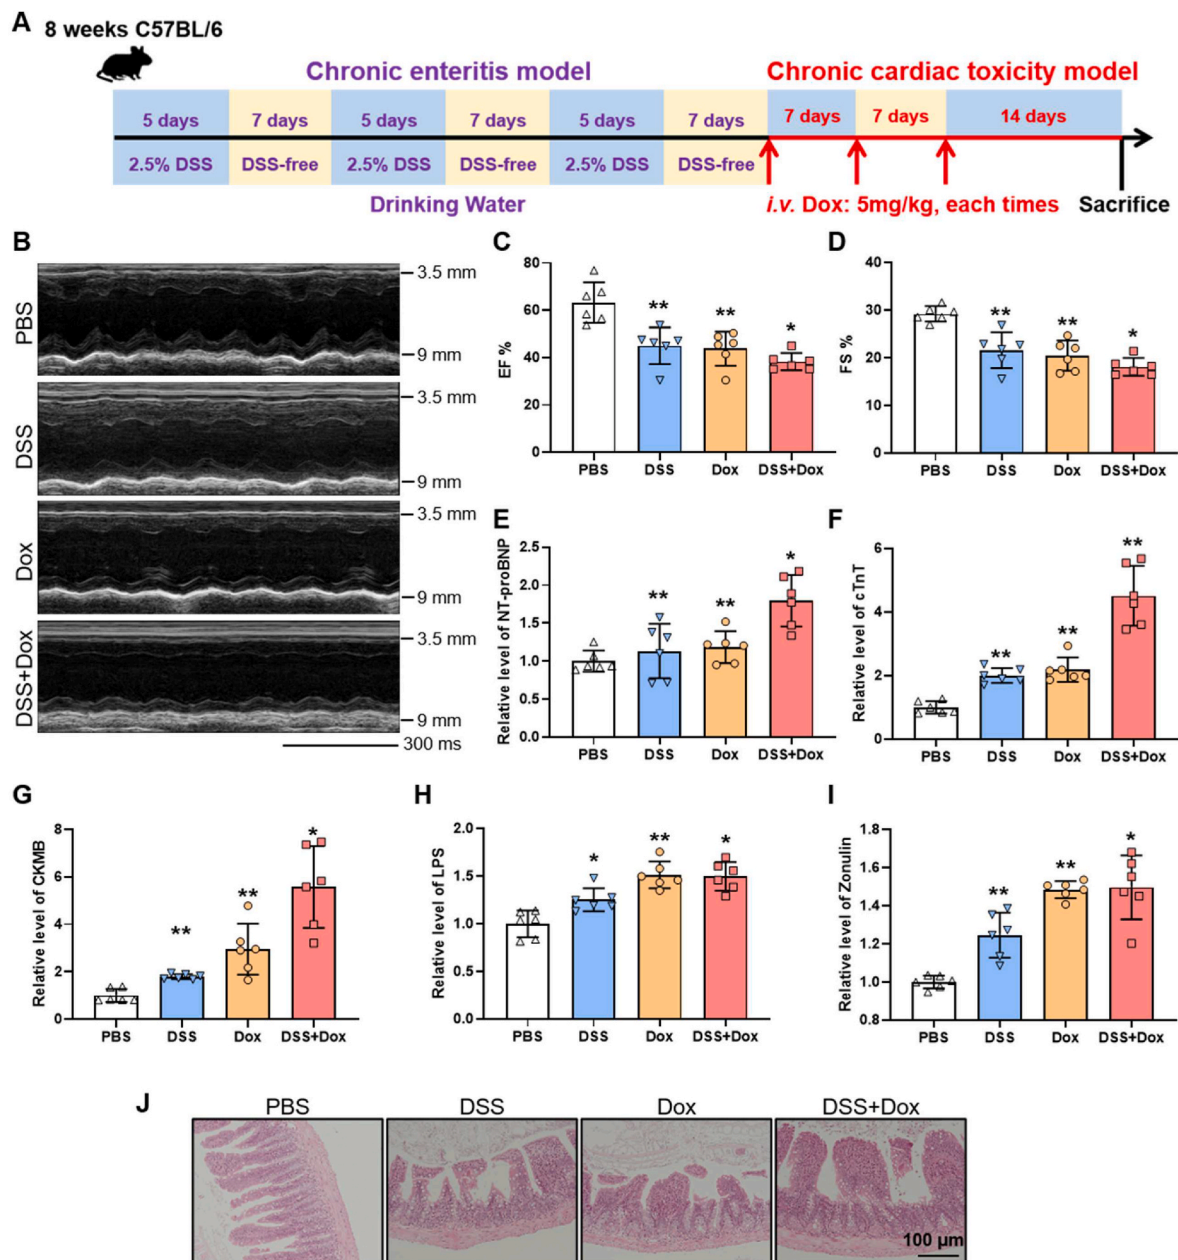 A 8 weeks C57BL/6
Chronic enteritis model
Chronic cardiac toxicity model
5 days 7 days 5 days 7 days 5 days 7 days 7 days 7 days 14 days
2.5% DSS DSS-free 2.5% DSS DSS-free 2.5% DSS DSS-free
Drinking Water
i.v. Dox: 5mg/kg, each times
Sacrifice
B
PBS
3.5 mm
9 mm
DSS
3.5 mm
9 mm
Dox
3.5 mm
9 mm
DSS+Dox
3.5 mm
9 mm
300 ms
C
EF %
80
60
40
20
0
** ** *
PBS DSS Dox DSS+Dox
D
FS %
40
30
20
10
0
** ** *
PBS DSS Dox DSS+Dox
E
Relative level of NT-proBNP
2.5
2.0
1.5
1.0
0.5
0.0
** ** *
PBS DSS Dox DSS+Dox
F
Relative level of cTnT
6
4
2
0
** ** **
PBS DSS Dox DSS+Dox
G
Relative level of CKMB
8
6
4
2
0
** ** *
PBS DSS Dox DSS+Dox
H
Relative level of LPS
2.0
1.5
1.0
0.5
0.0
* ** *
PBS DSS Dox DSS+Dox
I
Relative level of Zonulin
1.8
1.6
1.4
1.2
1.0
0.8
** ** *
PBS DSS Dox DSS+Dox
J
PBS DSS Dox DSS+Dox
100 µm